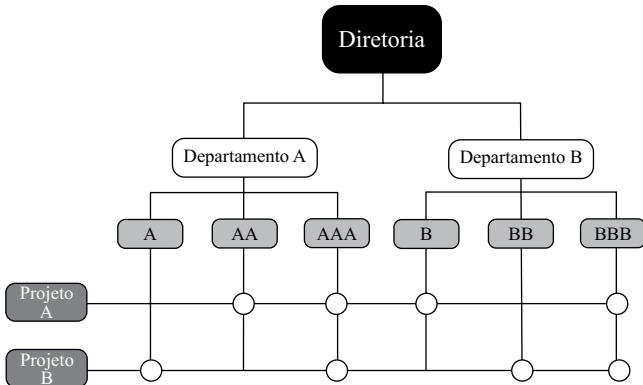 Diretoria
Departamento A
Departamento B
A
AA
AAA
B
BB
BBB
Projeto
A
Projeto
B